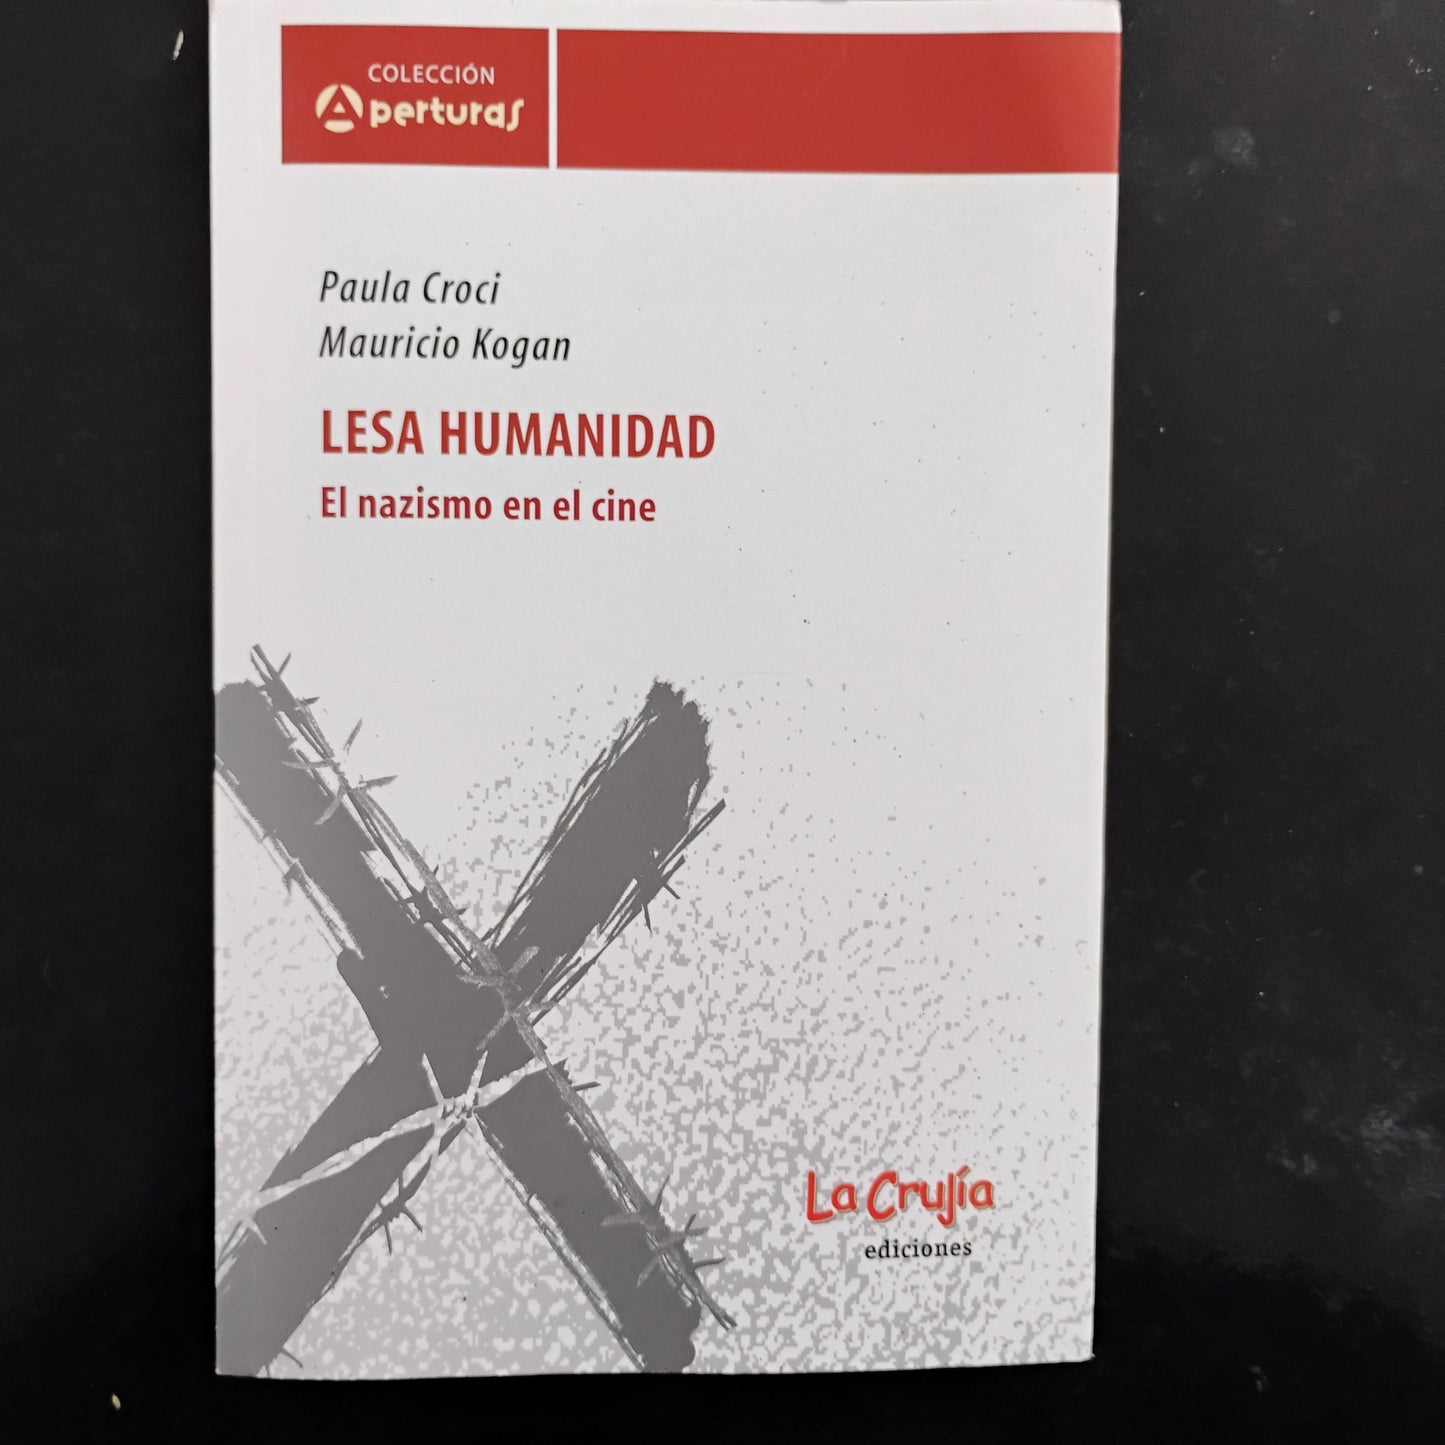 COLECCIÓN
Aperturas
Paula Croci
Mauricio Kogan
LESA HUMANIDAD
El nazismo en el cine
La Crujía
ediciones